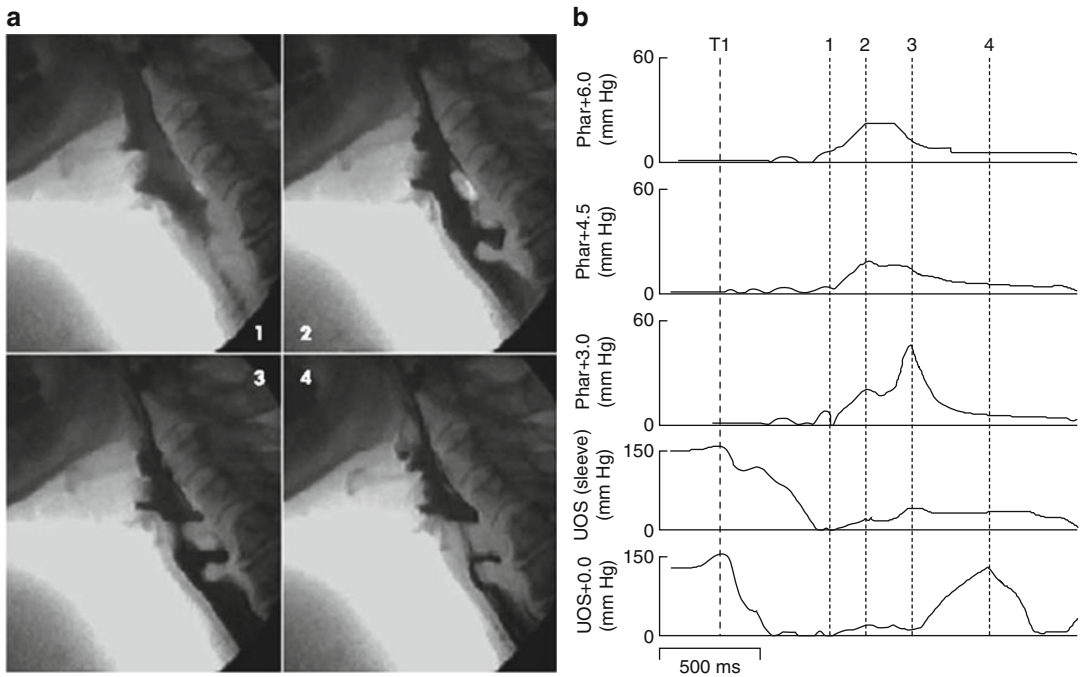 a
1
2
3
4
b
T1 1 2 3 4
60
Phar+6.0
(mm Hg)
0
60
Phar+4.5
(mm Hg)
0
60
Phar+3.0
(mm Hg)
0
150
UOS (sleeve)
(mm Hg)
0
150
UOS+0.0
(mm Hg)
0
500 ms